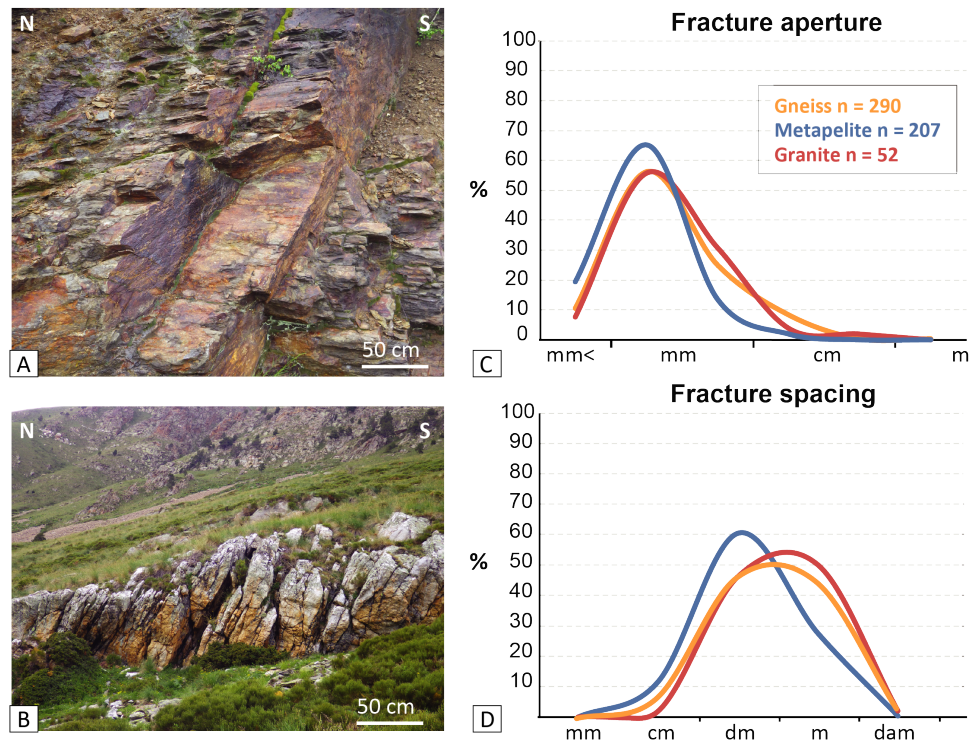 N
S
A
50 cm
N
S
B
50 cm
Fracture aperture
100
90
80
70
60
50
40
30
20
10
0
%
Gneiss n = 290
Metapelite n = 207
Granite n = 52
mm<
mm
cm
m
C
Fracture spacing
100
90
80
70
60
50
40
30
20
10
%
mm
cm
dm
m
dam
D